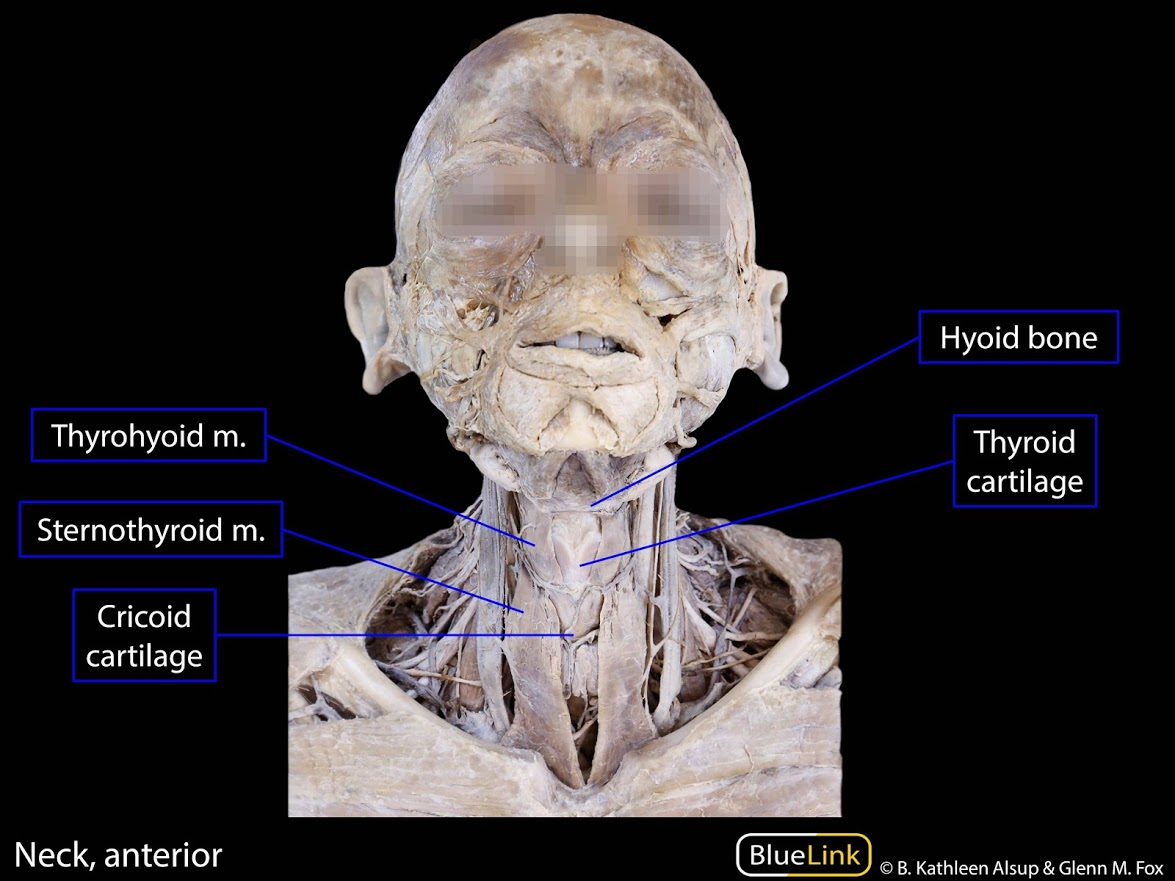 Hyoid bone
Thyrohyoid m.
Thyroid
cartilage
Sternothyroid m.
Cricoid
cartilage
Neck, anterior
BlueLink
© B. Kathleen Alsup & Glenn M. Fox